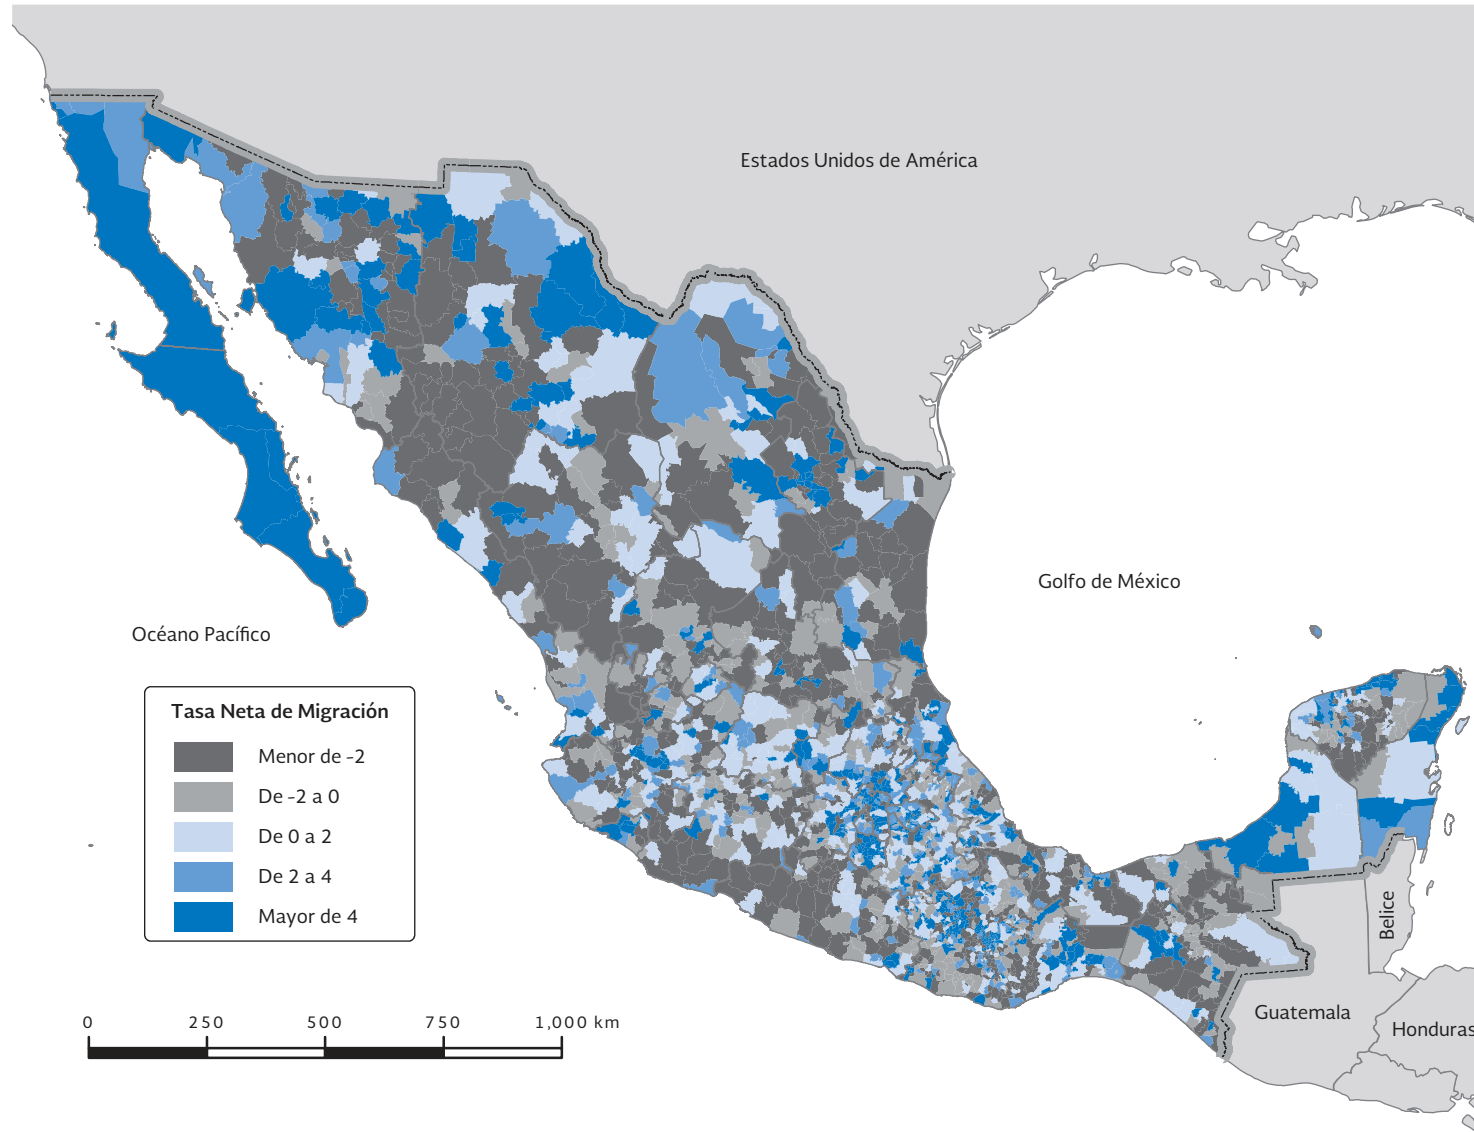 Estados Unidos de América
Golfo de México
Océano Pacífico
Tasa Neta de Migración
Menor de -2
De -2 a 0
De 0 a 2
De 2 a 4
Mayor de 4
Belice
Guatemala
Honduras
0 250 500 750 1,000 km